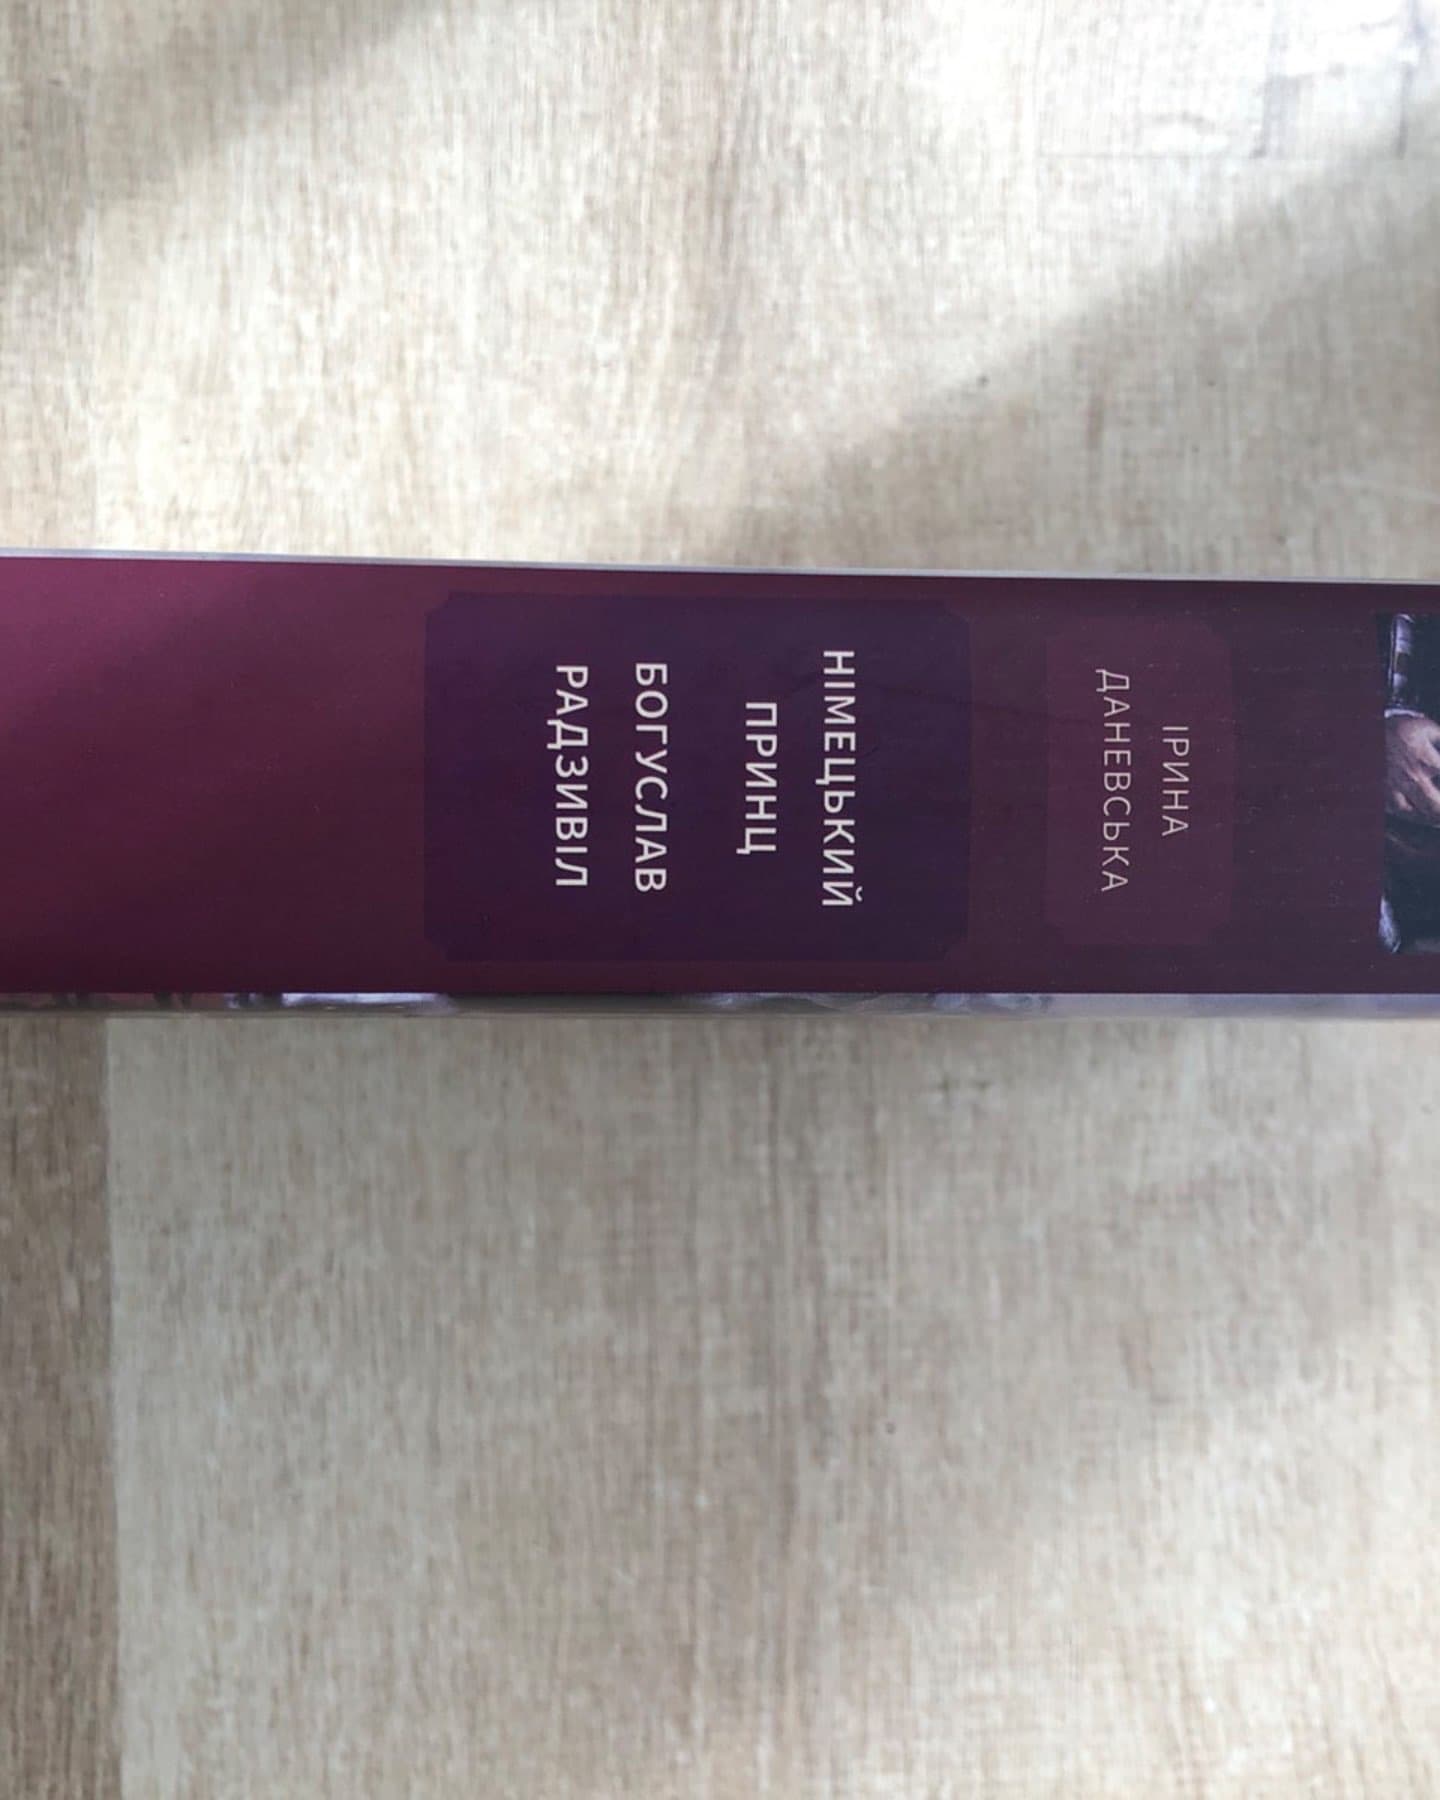 ІРИНА
ДАНЕВСЬКА
НІМЕЦЬКИЙ
ПРИНЦ
БОГУСЛАВ
РАДЗИВІЛ